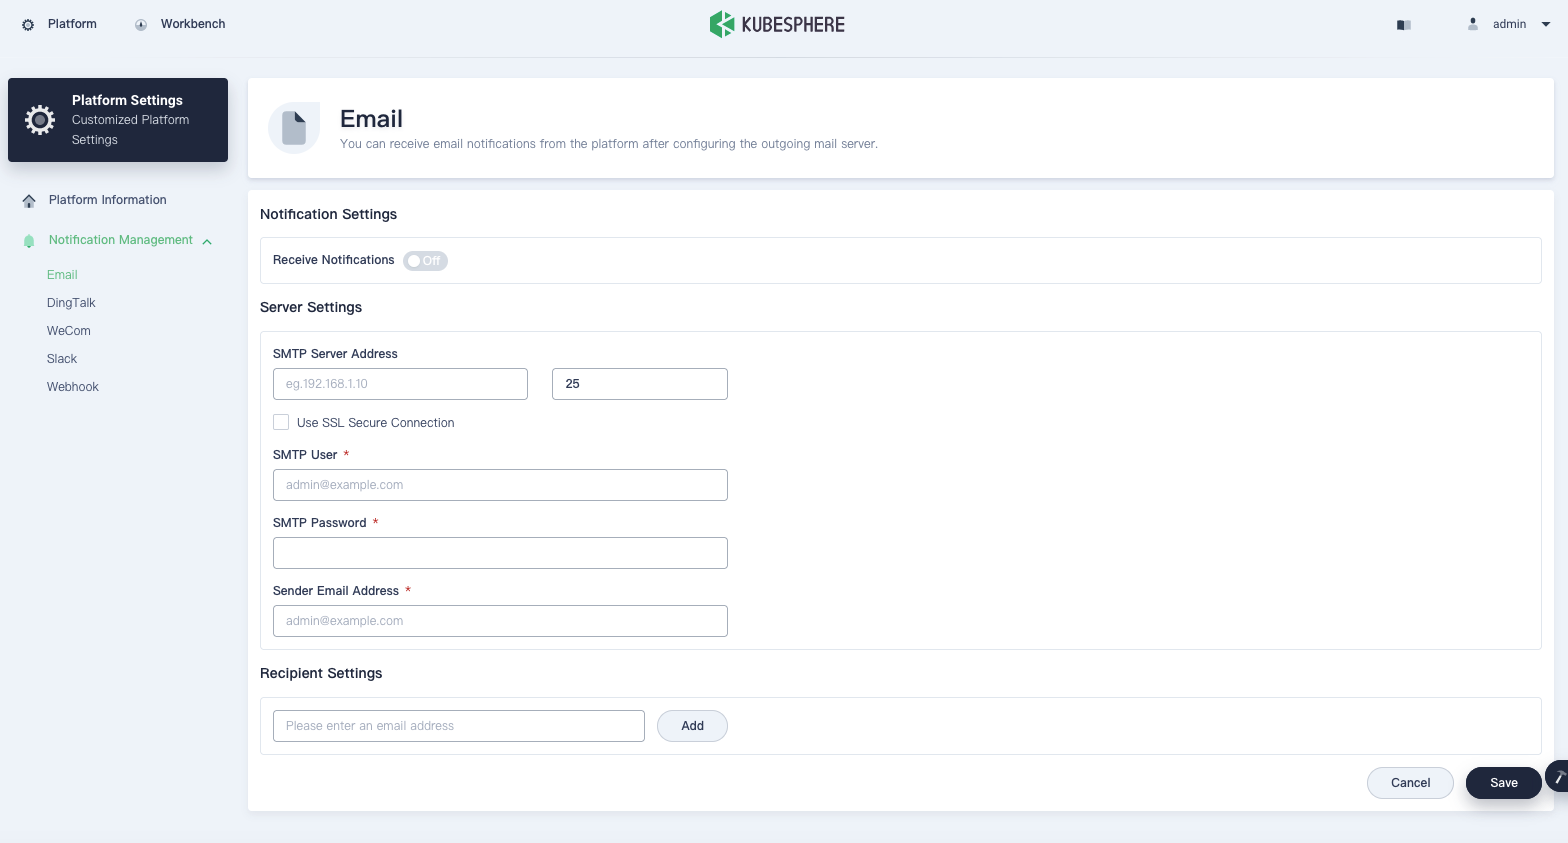 Platform
Workbench
KUBESPHERE
admin
Platform Settings
Customized Platform
Settings
Platform Information
Notification Management
Email
DingTalk
WeCom
Slack
Webhook
Email
You can receive email notifications from the platform after configuring the outgoing mail server.
Notification Settings
Receive Notifications Off
Server Settings
SMTP Server Address
eg.192.168.1.10 25
Use SSL Secure Connection
SMTP User *
admin@example.com
SMTP Password *
Sender Email Address *
admin@example.com
Recipient Settings
Please enter an email address Add
Cancel Save